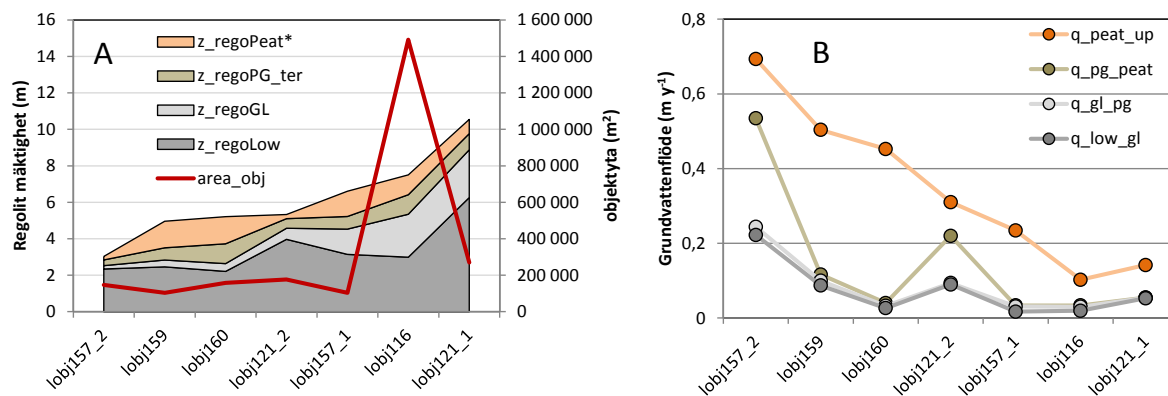 A
Regolit mäktighet (m)
16
14
12
10
8
6
4
2
0
z_regoPeat*
z_regoPG_ter
z_regoGL
z_regoLow
area_obj
1 600 000
1 400 000
1 200 000
1 000 000
800 000
600 000
400 000
200 000
0
objektyta (m²)
lobj157_2
lobj159
lobj160
lobj121_2
lobj157_1
lobj116
lobj121_1
B
Grundvattenflöde (m y⁻¹)
0,8
0,6
0,4
0,2
0
q_peat_up
q_pg_peat
q_gl_pg
q_low_gl
lobj157_2
lobj159
lobj160
lobj121_2
lobj157_1
lobj116
lobj121_1